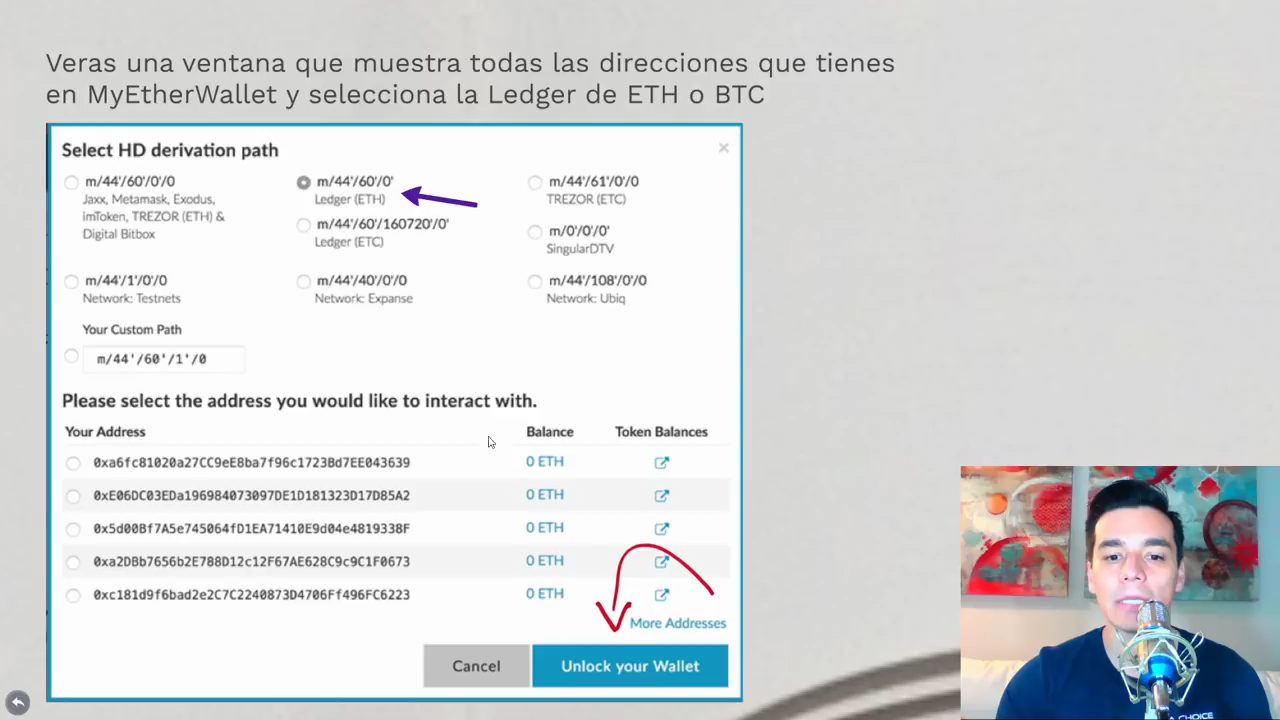 Veras una ventana que muestra todas las direcciones que tienes
en MyEtherWallet y selecciona la Ledger de ETH o BTC
Select HD derivation path
×
m/44'/60'/0'/0
Jaxx, Metamask, Exodus,
imToken, TREZOR (ETH) &
Digital Bitbox
m/44'/60'/0'
Ledger (ETH)
m/44'/60'/160720'/0'
Ledger (ETC)
m/44'/61'/0'/0
TREZOR (ETC)
m/0'/0'/0'
SingularDTV
m/44'/1'/0'/0
Network: Testnets
m/44'/40'/0'/0
Network: Expanse
m/44'/108'/0'/0
Network: Ubiq
Your Custom Path
m/44'/60'/1'/0
Please select the address you would like to interact with.
Your Address Balance Token Balances
0xa6fc81020a27CC9eE8ba7f96c1723Bd7EE043639 0 ETH
0xE06DC03EDa196984073097DE1D181323D17D85A2 0 ETH
0x5d00Bf7A5e745064fD1EA71410E9d04e4819338F 0 ETH
0xa2DBb7656b2E788D12c12F67AE628C9c9C1F0673 0 ETH
0xc181d9f6bad2e2C7C2240873D4706Ff496FC6223 0 ETH
More Addresses
Cancel Unlock your Wallet
A CHOICE